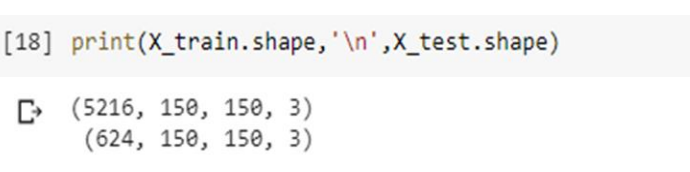 [18] print(X_train.shape,'\n',X_test.shape)
(5216, 150, 150, 3)
(624, 150, 150, 3)